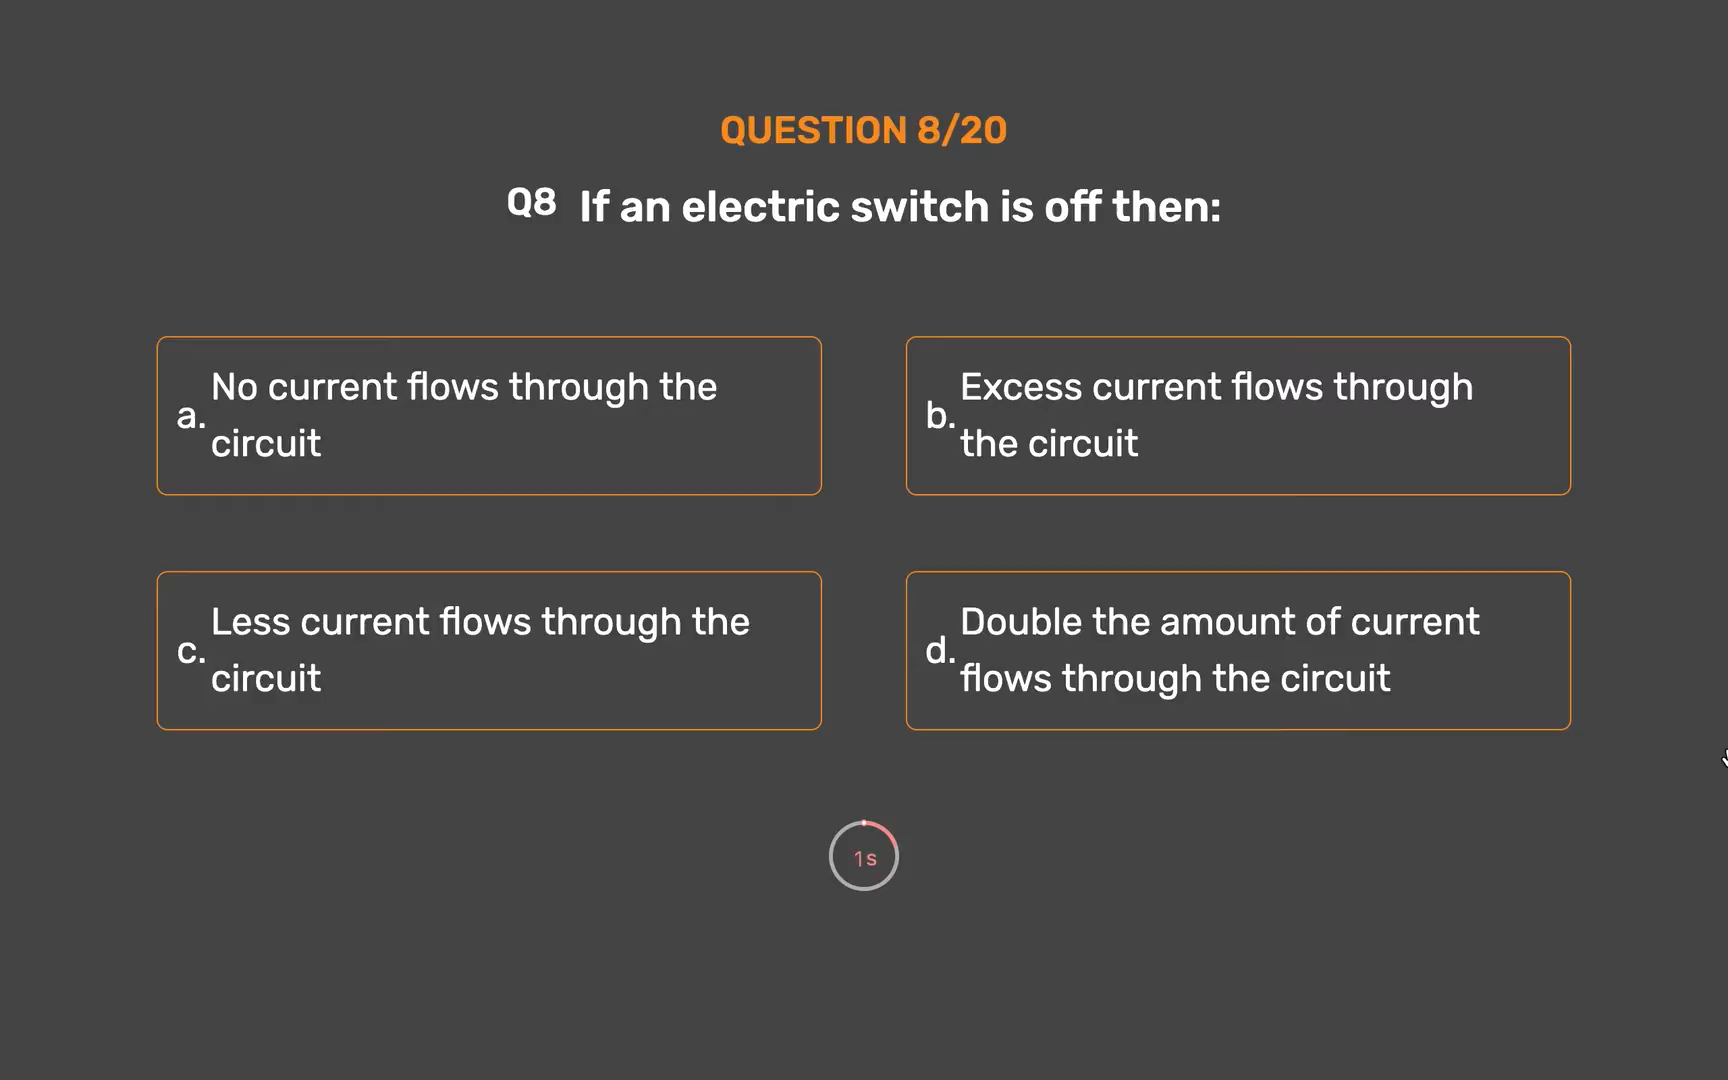 QUESTION 8/20
Q8 If an electric switch is off then:
a. No current flows through the
circuit
b. Excess current flows through
the circuit
c. Less current flows through the
circuit
d. Double the amount of current
flows through the circuit
1s